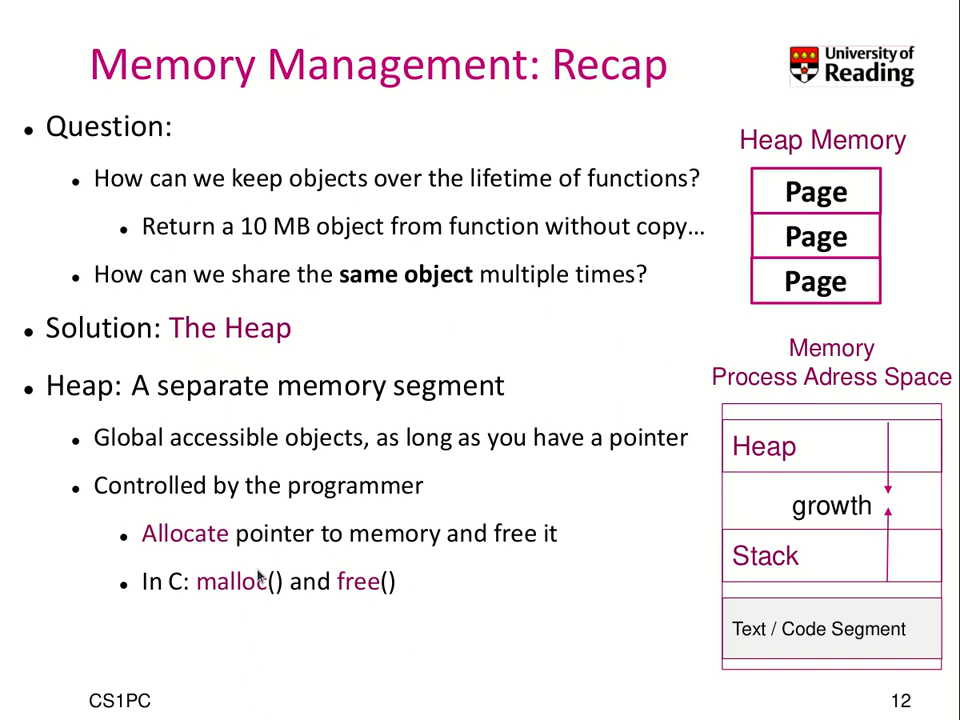 Memory Management: Recap
University of
Reading
Question:
How can we keep objects over the lifetime of functions?
Return a 10 MB object from function without copy…
How can we share the same object multiple times?
Solution: The Heap
Heap: A separate memory segment
Global accessible objects, as long as you have a pointer
Controlled by the programmer
Allocate pointer to memory and free it
In C: malloc() and free()
Heap Memory
Page
Page
Page
Memory
Process Adress Space
Heap
growth
Stack
Text / Code Segment
CS1PC
12